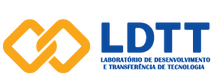 LDTT
LABORATÓRIO DE DESENVOLVIMENTO
E TRANSFERÊNCIA DE TECNOLOGIA